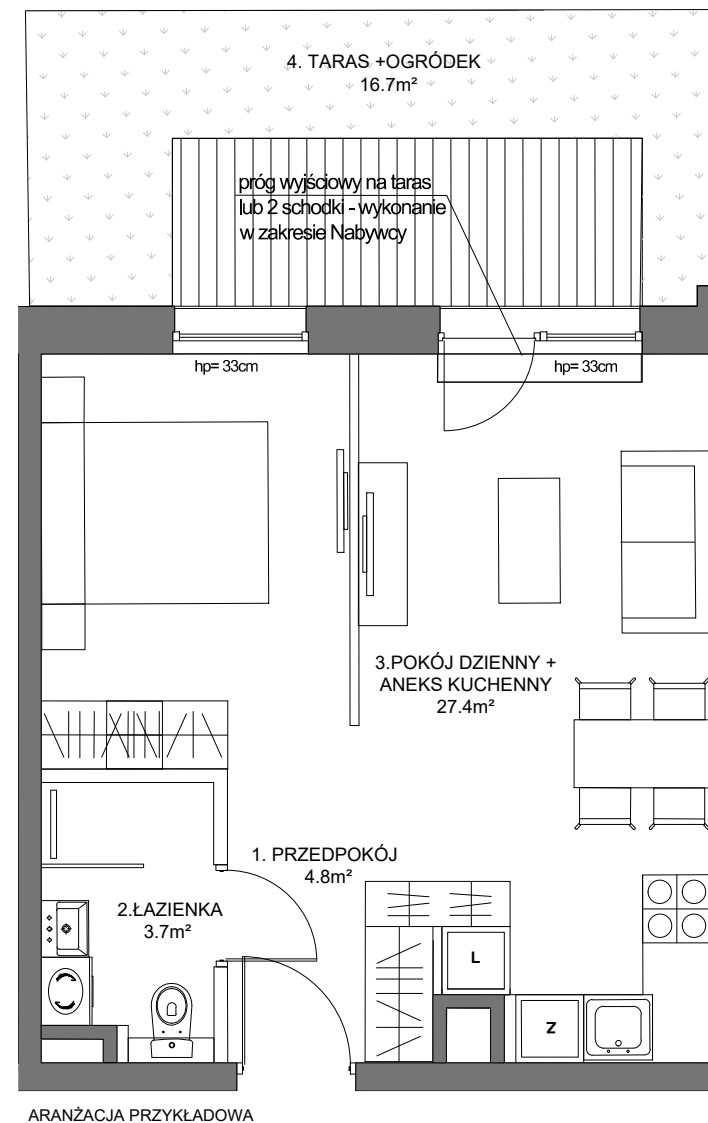 4. TARAS +OGRÓDEK
16.7m²
próg wyjściowy na taras
lub 2 schodki - wykonanie
w zakresie Nabywcy
hp= 33cm
hp= 33cm
3.POKÓJ DZIENNY +
ANEKS KUCHENNY
27.4m²
1. PRZEDPOKÓJ
4.8m²
2.ŁAZIENKA
3.7m²
L
Z
ARANŻACJA PRZYKŁADOWA